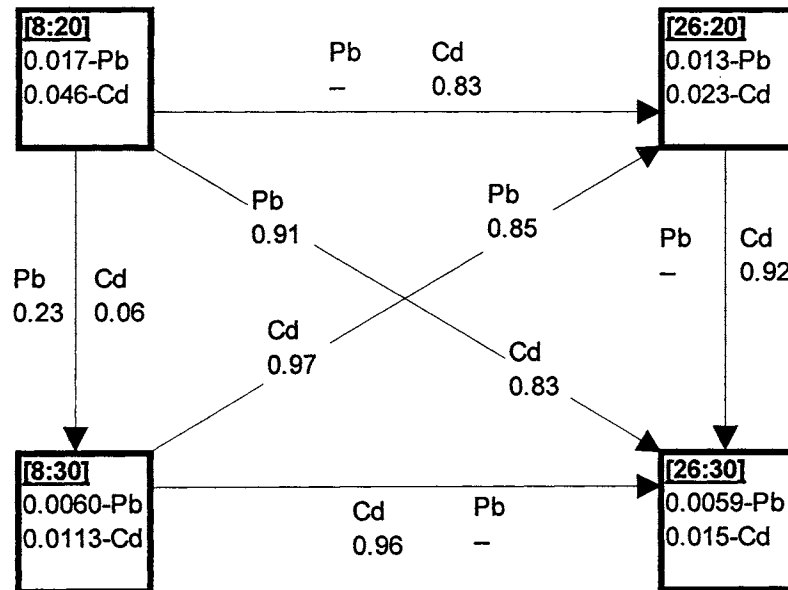 [8:20]
0.017-Pb
0.046-Cd
Pb Cd
– 0.83
[26:20]
0.013-Pb
0.023-Cd
Pb
0.91
Pb
0.85
Pb Cd
0.23 0.06
Pb Cd
– 0.92
Cd
0.97
Cd
0.83
[8:30]
0.0060-Pb
0.0113-Cd
Cd Pb
0.96 –
[26:30]
0.0059-Pb
0.015-Cd